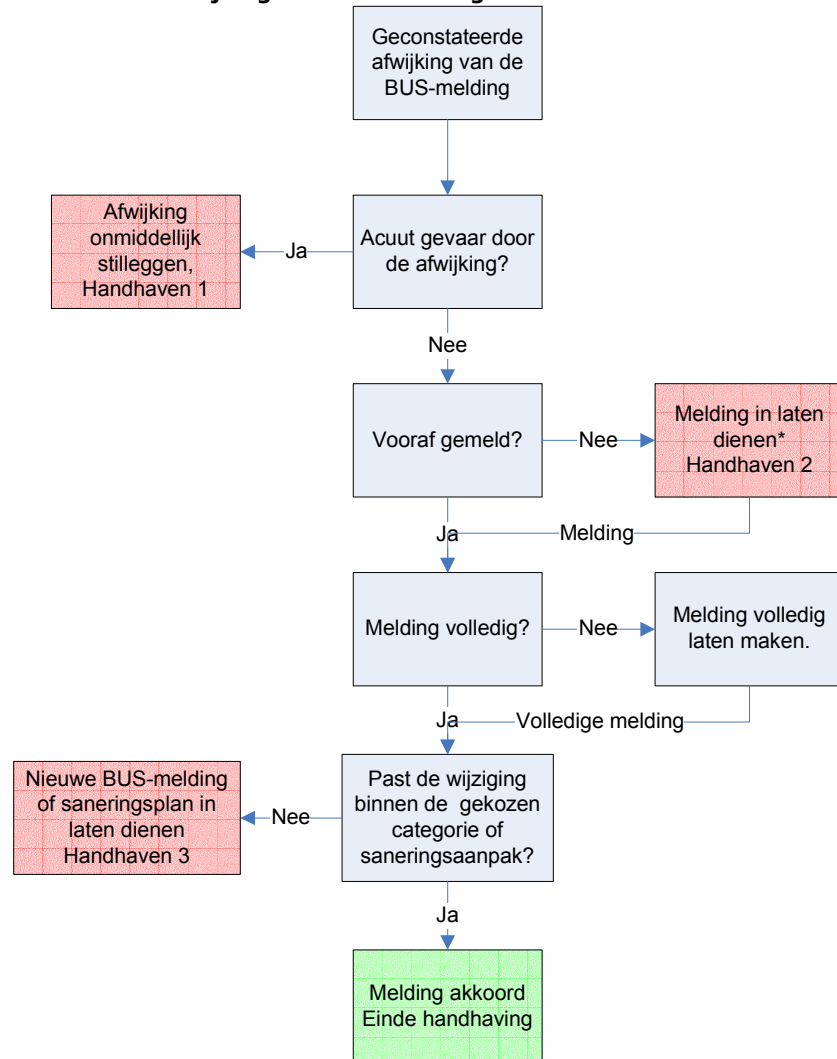 Geconstateerde
afwijking van de
BUS-melding
Afwijking
onmiddellijk
stilleggen,
Handhaven 1
Ja
Acuut gevaar door
de afwijking?
Nee
Vooraf gemeld?
Nee
Melding in laten
dienen*
Handhaven 2
Ja
Melding
Melding volledig?
Nee
Melding volledig
laten maken.
Ja
Volledige melding
Nieuwe BUS-melding
of saneringsplan in
laten dienen
Handhaven 3
Nee
Past de wijziging
binnen de gekozen
categorie of
saneringsaanpak?
Ja
Melding akkoord
Einde handhaving